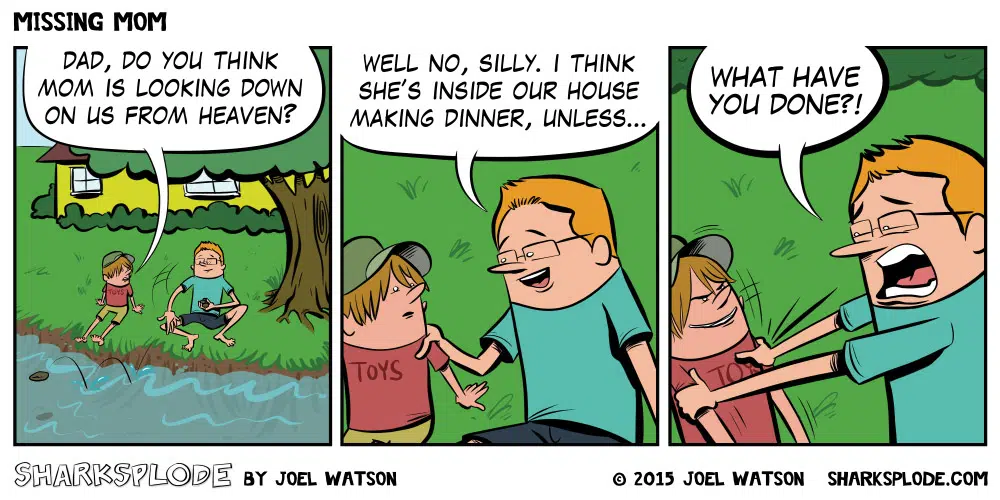 MISSING MOM
DAD, DO YOU THINK
MOM IS LOOKING DOWN
ON US FROM HEAVEN?
TOYS
WELL NO, SILLY. I THINK
SHE'S INSIDE OUR HOUSE
MAKING DINNER, UNLESS...
TOYS
WHAT HAVE
YOU DONE?!
TOY
SHARKSPLODE BY JOEL WATSON © 2015 JOEL WATSON SHARKSPLODE.COM